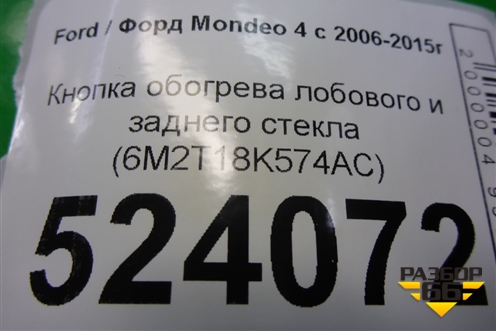 Ford / Форд Mondeo 4 с 2006-2015г
Кнопка обогрева лобового и
заднего стекла
(6M2T18K574AC)
524072
РАЗБОР
66